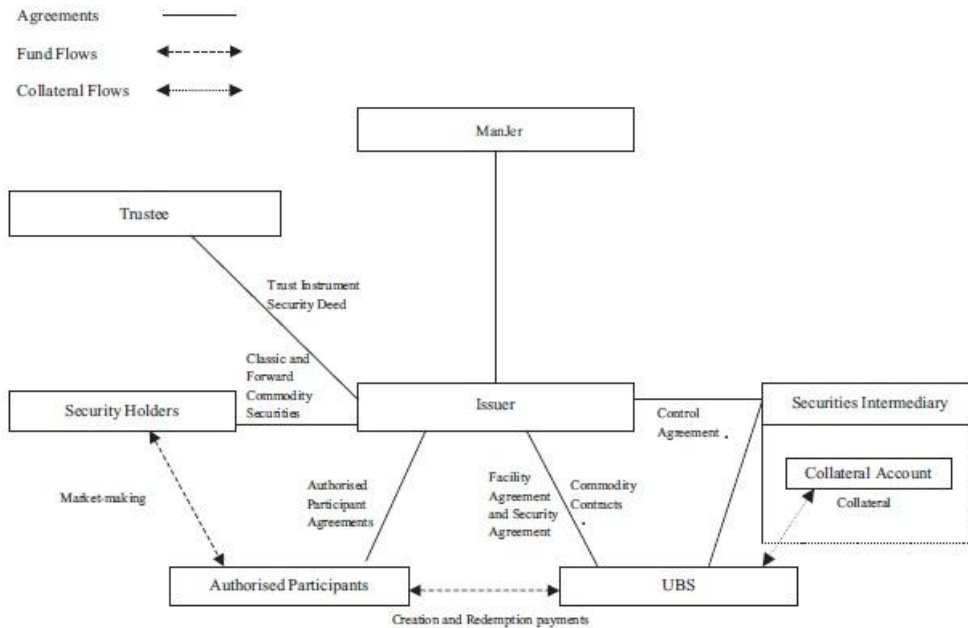 Agreements
Fund Flows
Collateral Flows
ManJer
Trustee
Trust Instrument
Security Deed
Classic and
Forward
Commodity
Securities
Security Holders
Issuer
Securities Intermediary
Control
Agreement
Collateral Account
Collateral
Market-making
Authorised
Participant
Agreements
Facility
Agreement
and Security
Agreement
Commodity
Contracts
Authorised Participants
UBS
Creation and Redemption payments